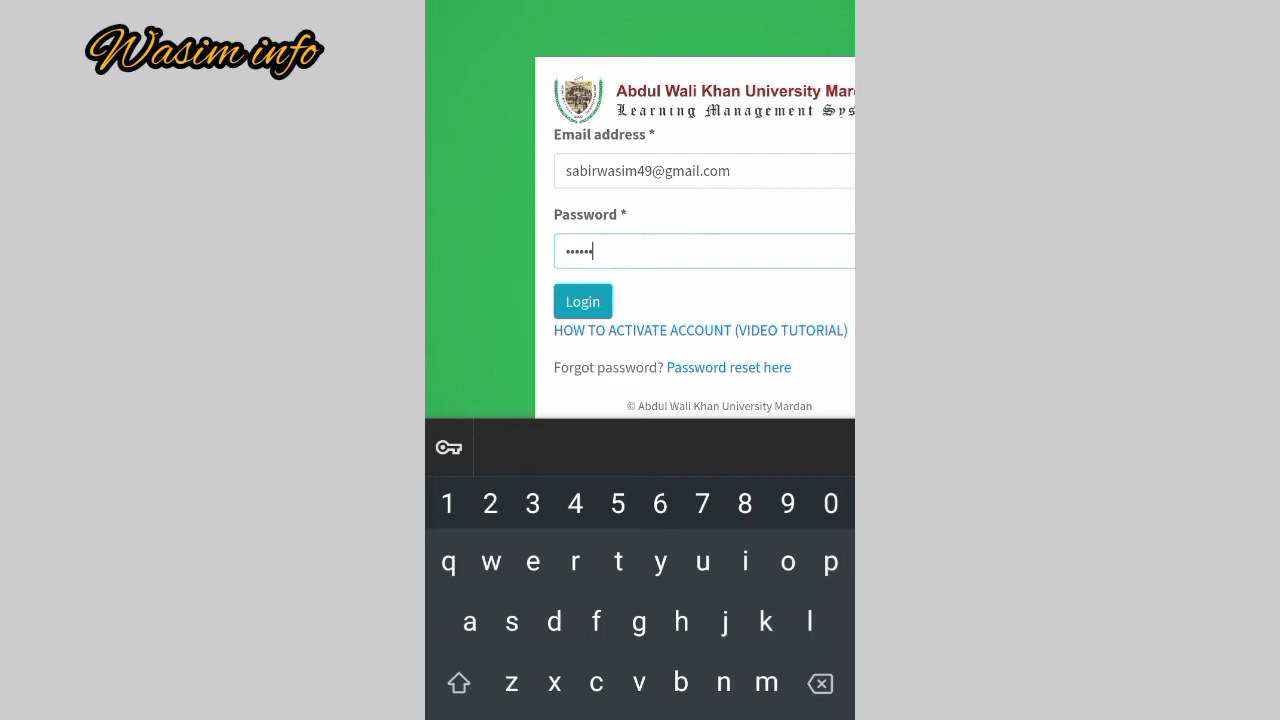 Wasim info
Abdul Wali Khan University Mar
Learning Management Sys
Email address *
sabirwasim49@gmail.com
Password *
••••••
Login
HOW TO ACTIVATE ACCOUNT (VIDEO TUTORIAL)
Forgot password? Password reset here
© Abdul Wali Khan University Mardan
1 2 3 4 5 6 7 8 9 0
q w e r t y u i o p
a s d f g h j k l
z x c v b n m